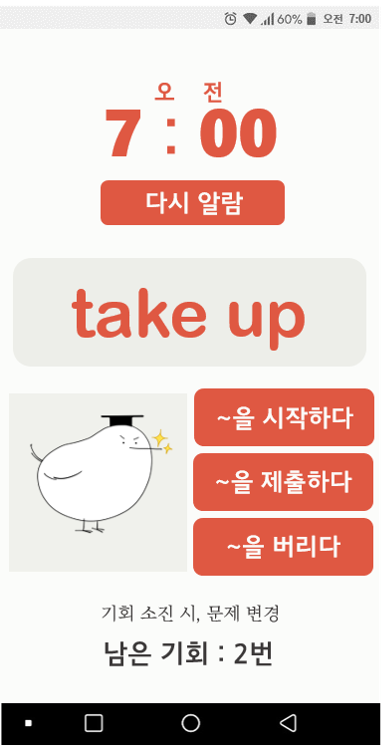 60% 오전 7:00
오 전
7 : 00
다시 알람
take up
~을 시작하다
~을 제출하다
~을 버리다
기회 소진 시, 문제 변경
남은 기회 : 2번